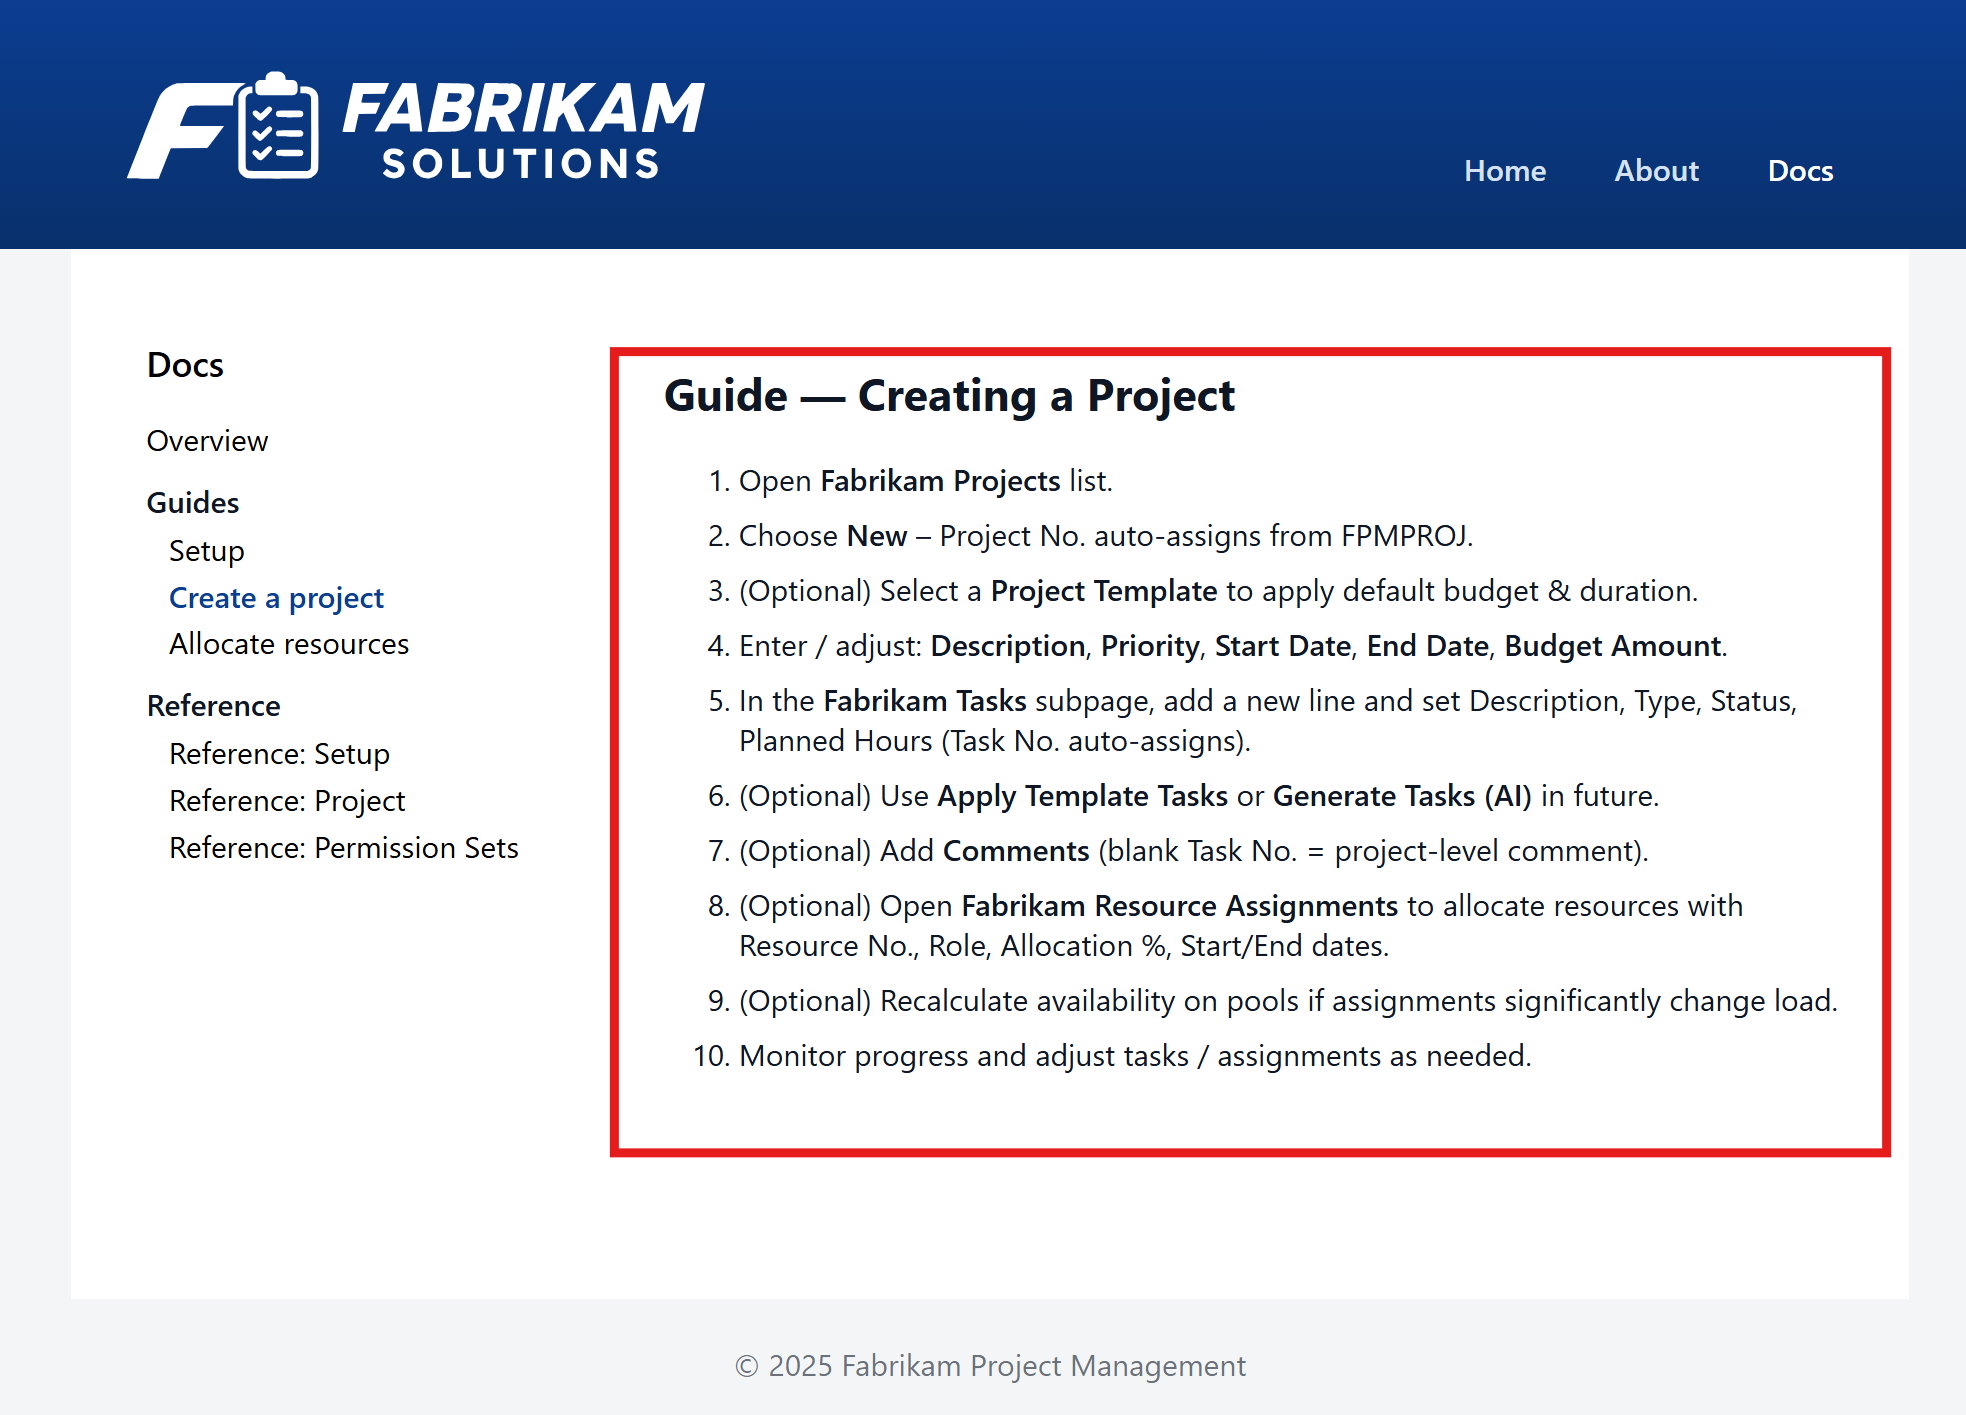 FABRIKAM
SOLUTIONS
Home
About
Docs
Docs
Overview
Guides
Setup
Create a project
Allocate resources
Reference
Reference: Setup
Reference: Project
Reference: Permission Sets
Guide — Creating a Project
1. Open Fabrikam Projects list.
2. Choose New – Project No. auto-assigns from FPMPROJ.
3. (Optional) Select a Project Template to apply default budget & duration.
4. Enter / adjust: Description, Priority, Start Date, End Date, Budget Amount.
5. In the Fabrikam Tasks subpage, add a new line and set Description, Type, Status,
Planned Hours (Task No. auto-assigns).
6. (Optional) Use Apply Template Tasks or Generate Tasks (AI) in future.
7. (Optional) Add Comments (blank Task No. = project-level comment).
8. (Optional) Open Fabrikam Resource Assignments to allocate resources with
Resource No., Role, Allocation %, Start/End dates.
9. (Optional) Recalculate availability on pools if assignments significantly change load.
10. Monitor progress and adjust tasks / assignments as needed.
© 2025 Fabrikam Project Management